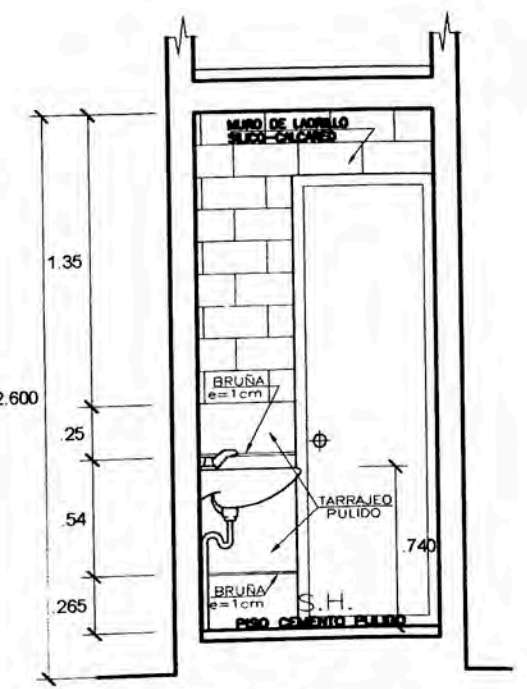 MURO DE LADRILLO
SILICO-CALCAREO
1.35
2.600
BRUÑA
e=1cm
.25
TARRAJEO
PULIDO
.54
.740
BRUÑA
e=1cm
.265
S.H.
PISO CEMENTO PULIDO